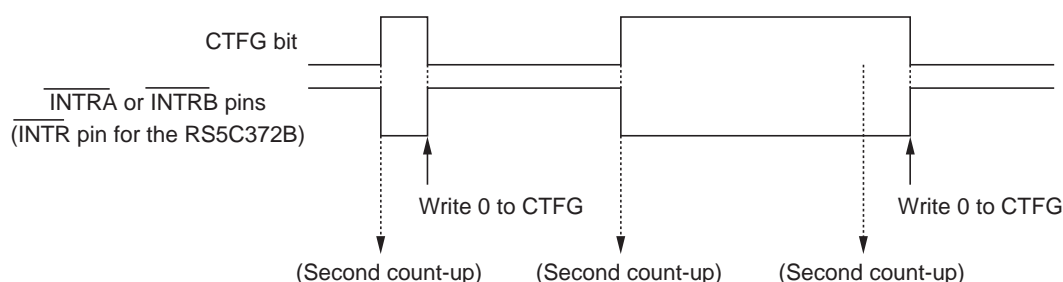 CTFG bit
INTRA or INTRB pins
(INTR pin for the RS5C372B)
Write 0 to CTFG Write 0 to CTFG
(Second count-up) (Second count-up) (Second count-up)